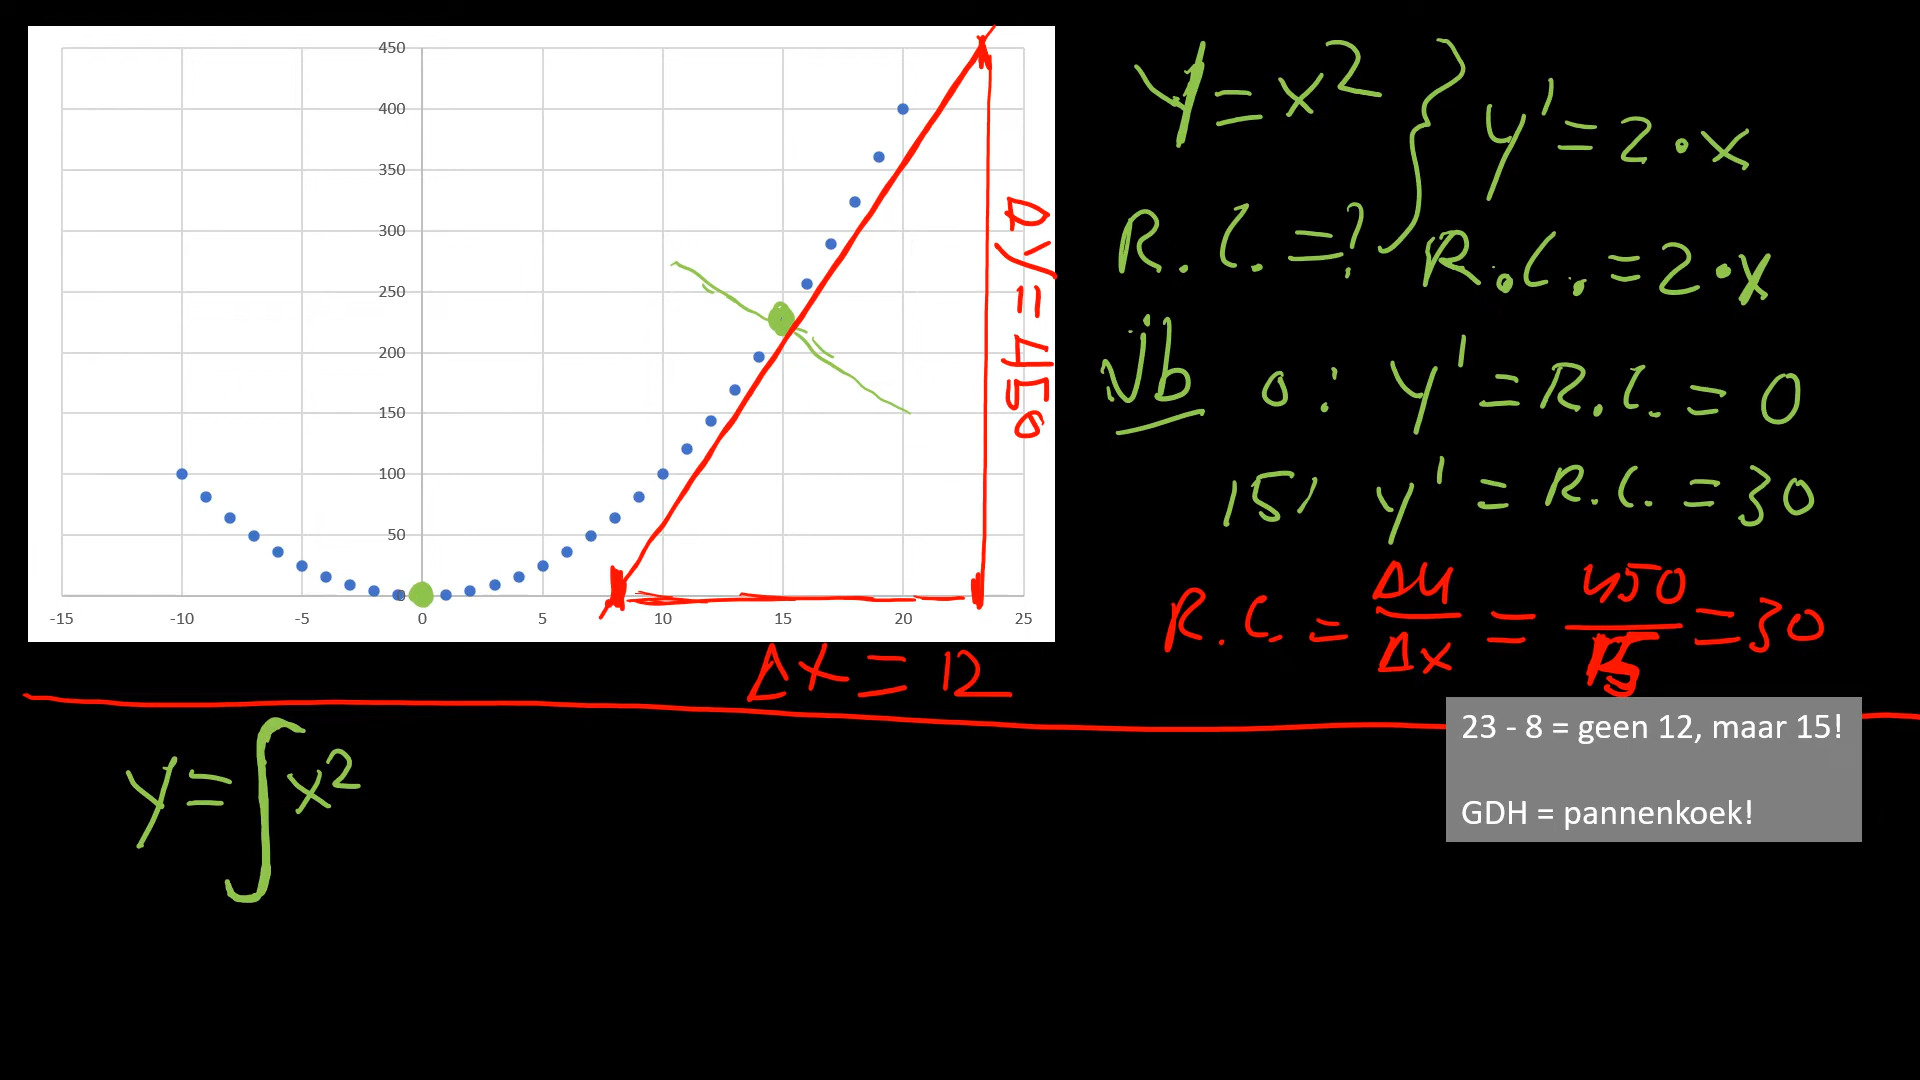 450
400
350
300
250
200
150
100
50
0
-15 -10 -5 0 5 10 15 20 25
Δy = 450
Δx = 12
y = x²
R.C. = ?
y' = 2 · x
R.C. = 2 · x
Vb 0 : y' = R.C. = 0
15 : y' = R.C. = 30
R.C. = Δy/Δx = 450/15 = 30
23 - 8 = geen 12, maar 15!
GDH = pannenkoek!
y = ∫ x²